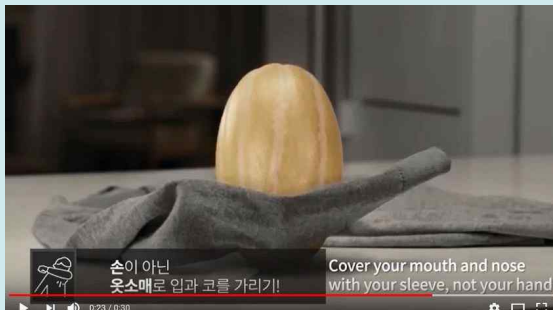 손이 아닌
옷소매로 입과 코를 가리기!
Cover your mouth and nose
with your sleeve, not your hand
0:23 / 0:30